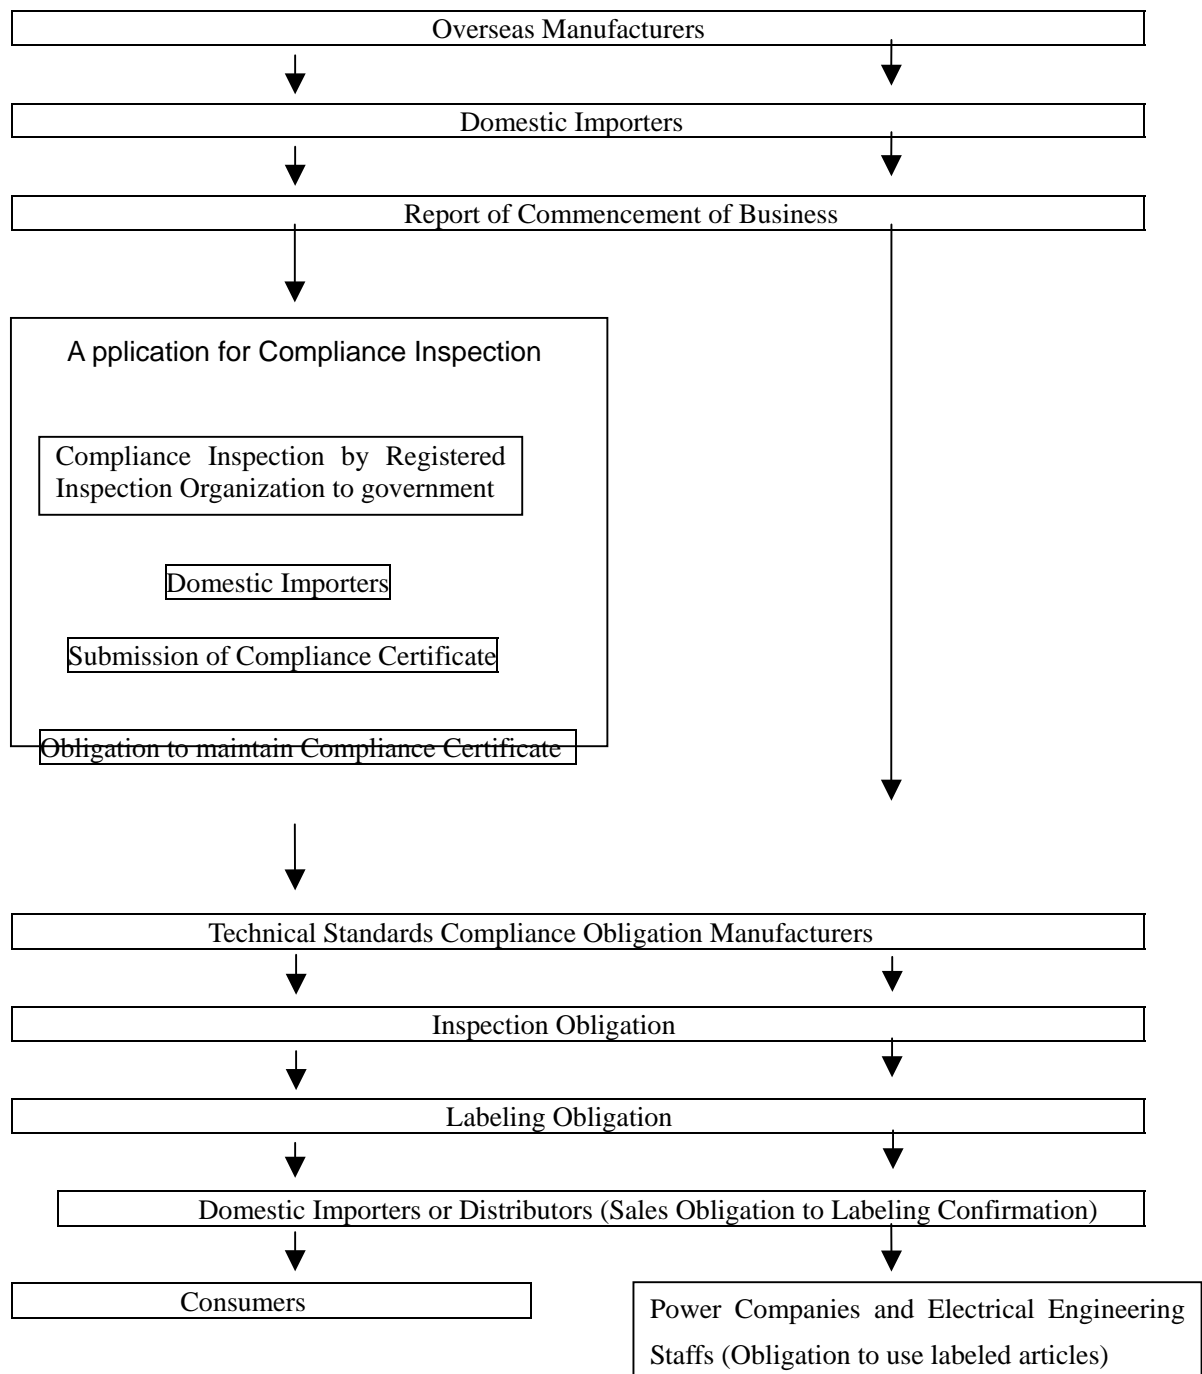 Overseas Manufacturers
Domestic Importers
Report of Commencement of Business
A pplication for Compliance Inspection
Compliance Inspection by Registered
Inspection Organization to government
Domestic Importers
Submission of Compliance Certificate
Obligation to maintain Compliance Certificate
Technical Standards Compliance Obligation Manufacturers
Inspection Obligation
Labeling Obligation
Domestic Importers or Distributors (Sales Obligation to Labeling Confirmation)
Consumers
Power Companies and Electrical Engineering
Staffs (Obligation to use labeled articles)